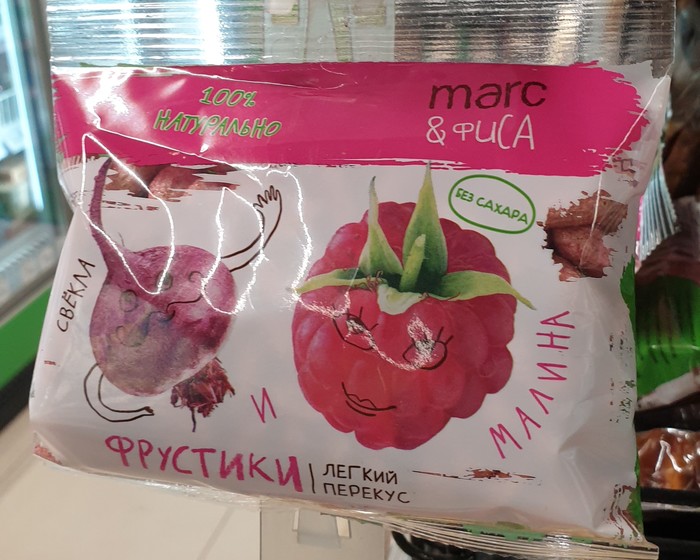 100%
НАТУРАЛЬНО
marc
& ФИСА
БЕЗ САХАРА
СВЁКЛА
И
МАЛИНА
ФРУСТИКИ
ЛЕГКИЙ
ПЕРЕКУС